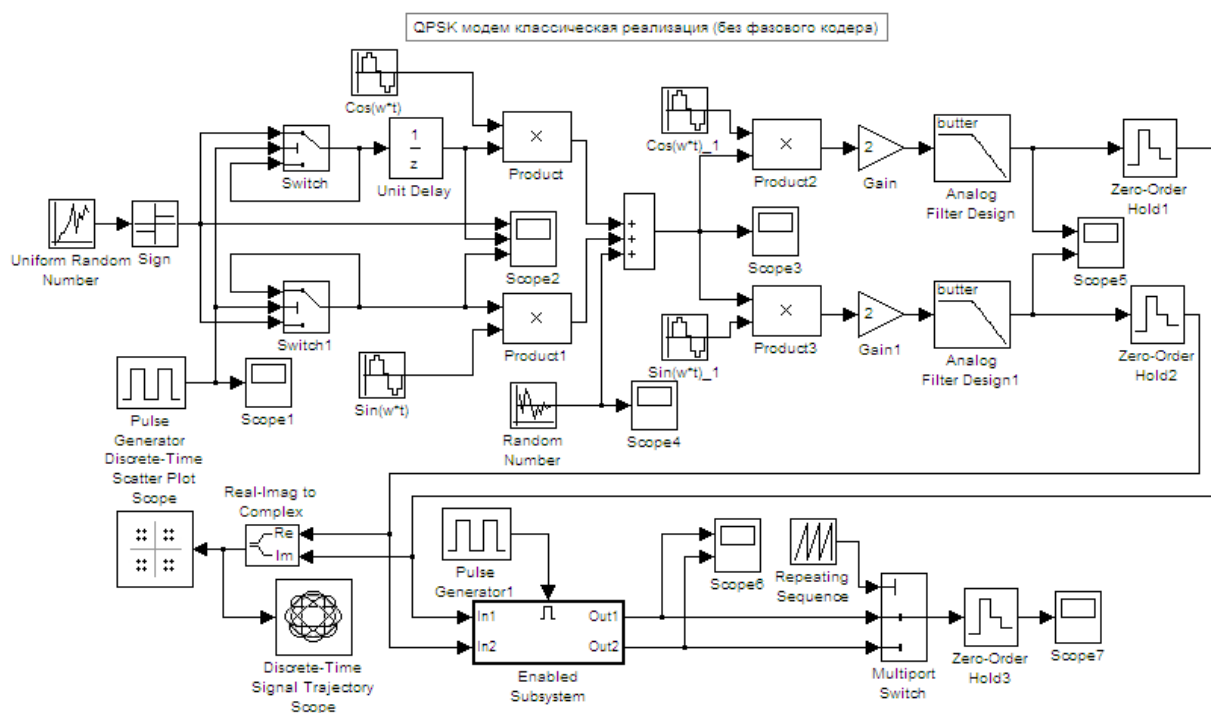 QPSK модем классическая реализация (без фазового кодера)
Cos(w*t)
Switch
1
z
Unit Delay
×
Product
Uniform Random
Number
Sign
Scope2
Switch1
×
Product1
Sin(w*t)
Pulse
Generator
Scope1
Random
Number
Scope4
+
+
+
Scope3
Cos(w*t)_1
×
Product2
2
Gain
butter
Analog
Filter Design
Zero-Order
Hold1
Scope5
Sin(w*t)_1
×
Product3
2
Gain1
butter
Analog
Filter Design1
Zero-Order
Hold2
Discrete-Time
Scatter Plot
Scope
Real-Imag to
Complex
Re
Im
Discrete-Time
Signal Trajectory
Scope
Pulse
Generator1
In1
In2
Out1
Out2
Enabled
Subsystem
Scope6
Repeating
Sequence
Multiport
Switch
Zero-Order
Hold3
Scope7